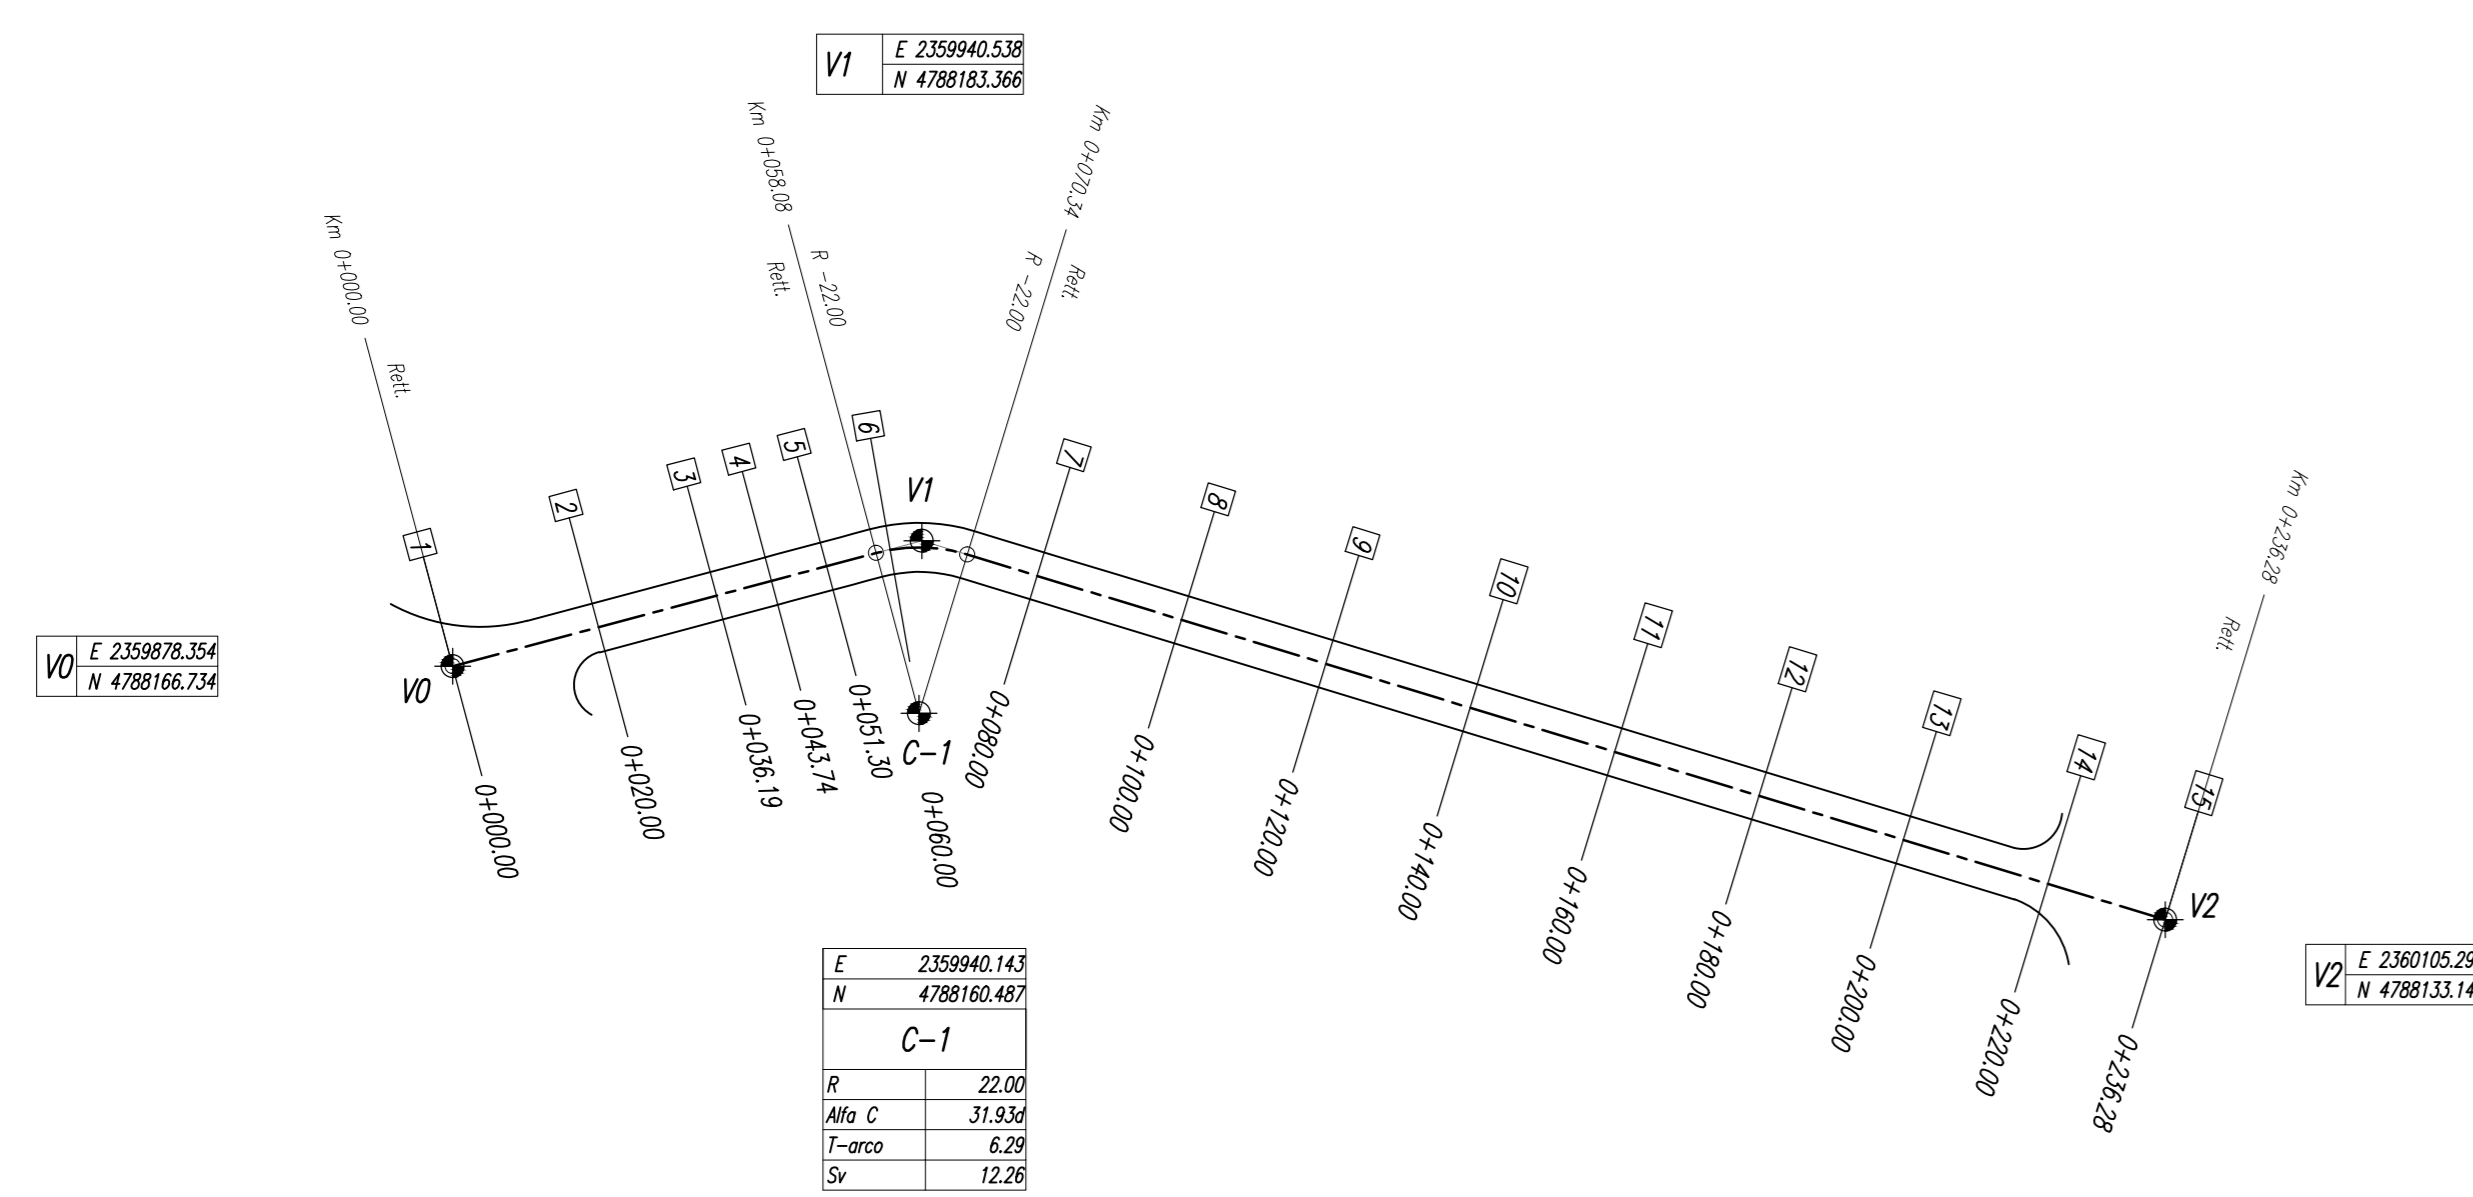 V1
E 2359940.538
N 4788183.366
Km 0+000.00
Rett.
Km 0+058.08
R -22.00
Rett.
Km 0+070.34
R -22.00
Rett.
Km 0+236.28
Rett.
1
2
3
4
5
6
7
8
9
10
11
12
13
14
15
V1
V0
E 2359878.354
N 4788166.734
V0
C-1
V2
V2
E 2360105.29
N 4788133.14
0+000.00
0+020.00
0+036.19
0+043.74
0+051.30
0+060.00
0+080.00
0+100.00
0+120.00
0+140.00
0+160.00
0+180.00
0+200.00
0+220.00
0+236.28
E 2359940.143
N 4788160.487
C-1
R 22.00
Alfa C 31.93d
T-arco 6.29
Sv 12.26